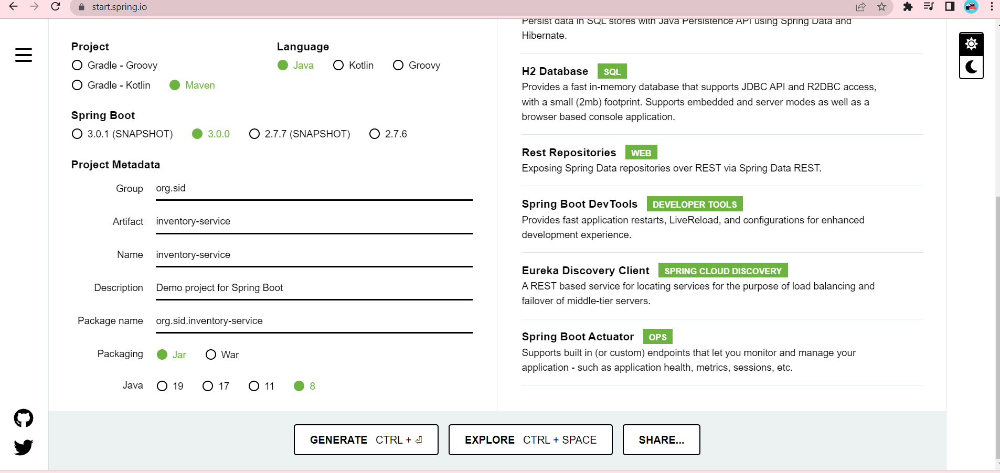 start.spring.io
Project
Gradle - Groovy
Gradle - Kotlin
Maven
Language
Java
Kotlin
Groovy
Spring Boot
3.0.1 (SNAPSHOT)
3.0.0
2.7.7 (SNAPSHOT)
2.7.6
Project Metadata
Group
org.sid
Artifact
inventory-service
Name
inventory-service
Description
Demo project for Spring Boot
Package name
org.sid.inventory-service
Packaging
Jar
War
Java
19
17
11
8
Persist data in SQL stores with Java Persistence API using Spring Data and
Hibernate.
H2 Database SQL
Provides a fast in-memory database that supports JDBC API and R2DBC access,
with a small (2mb) footprint. Supports embedded and server modes as well as a
browser based console application.
Rest Repositories WEB
Exposing Spring Data repositories over REST via Spring Data REST.
Spring Boot DevTools DEVELOPER TOOLS
Provides fast application restarts, LiveReload, and configurations for enhanced
development experience.
Eureka Discovery Client SPRING CLOUD DISCOVERY
A REST based service for locating services for the purpose of load balancing and
failover of middle-tier servers.
Spring Boot Actuator OPS
Supports built in (or custom) endpoints that let you monitor and manage your
application - such as application health, metrics, sessions, etc.
GENERATE CTRL + ⏎
EXPLORE CTRL + SPACE
SHARE...